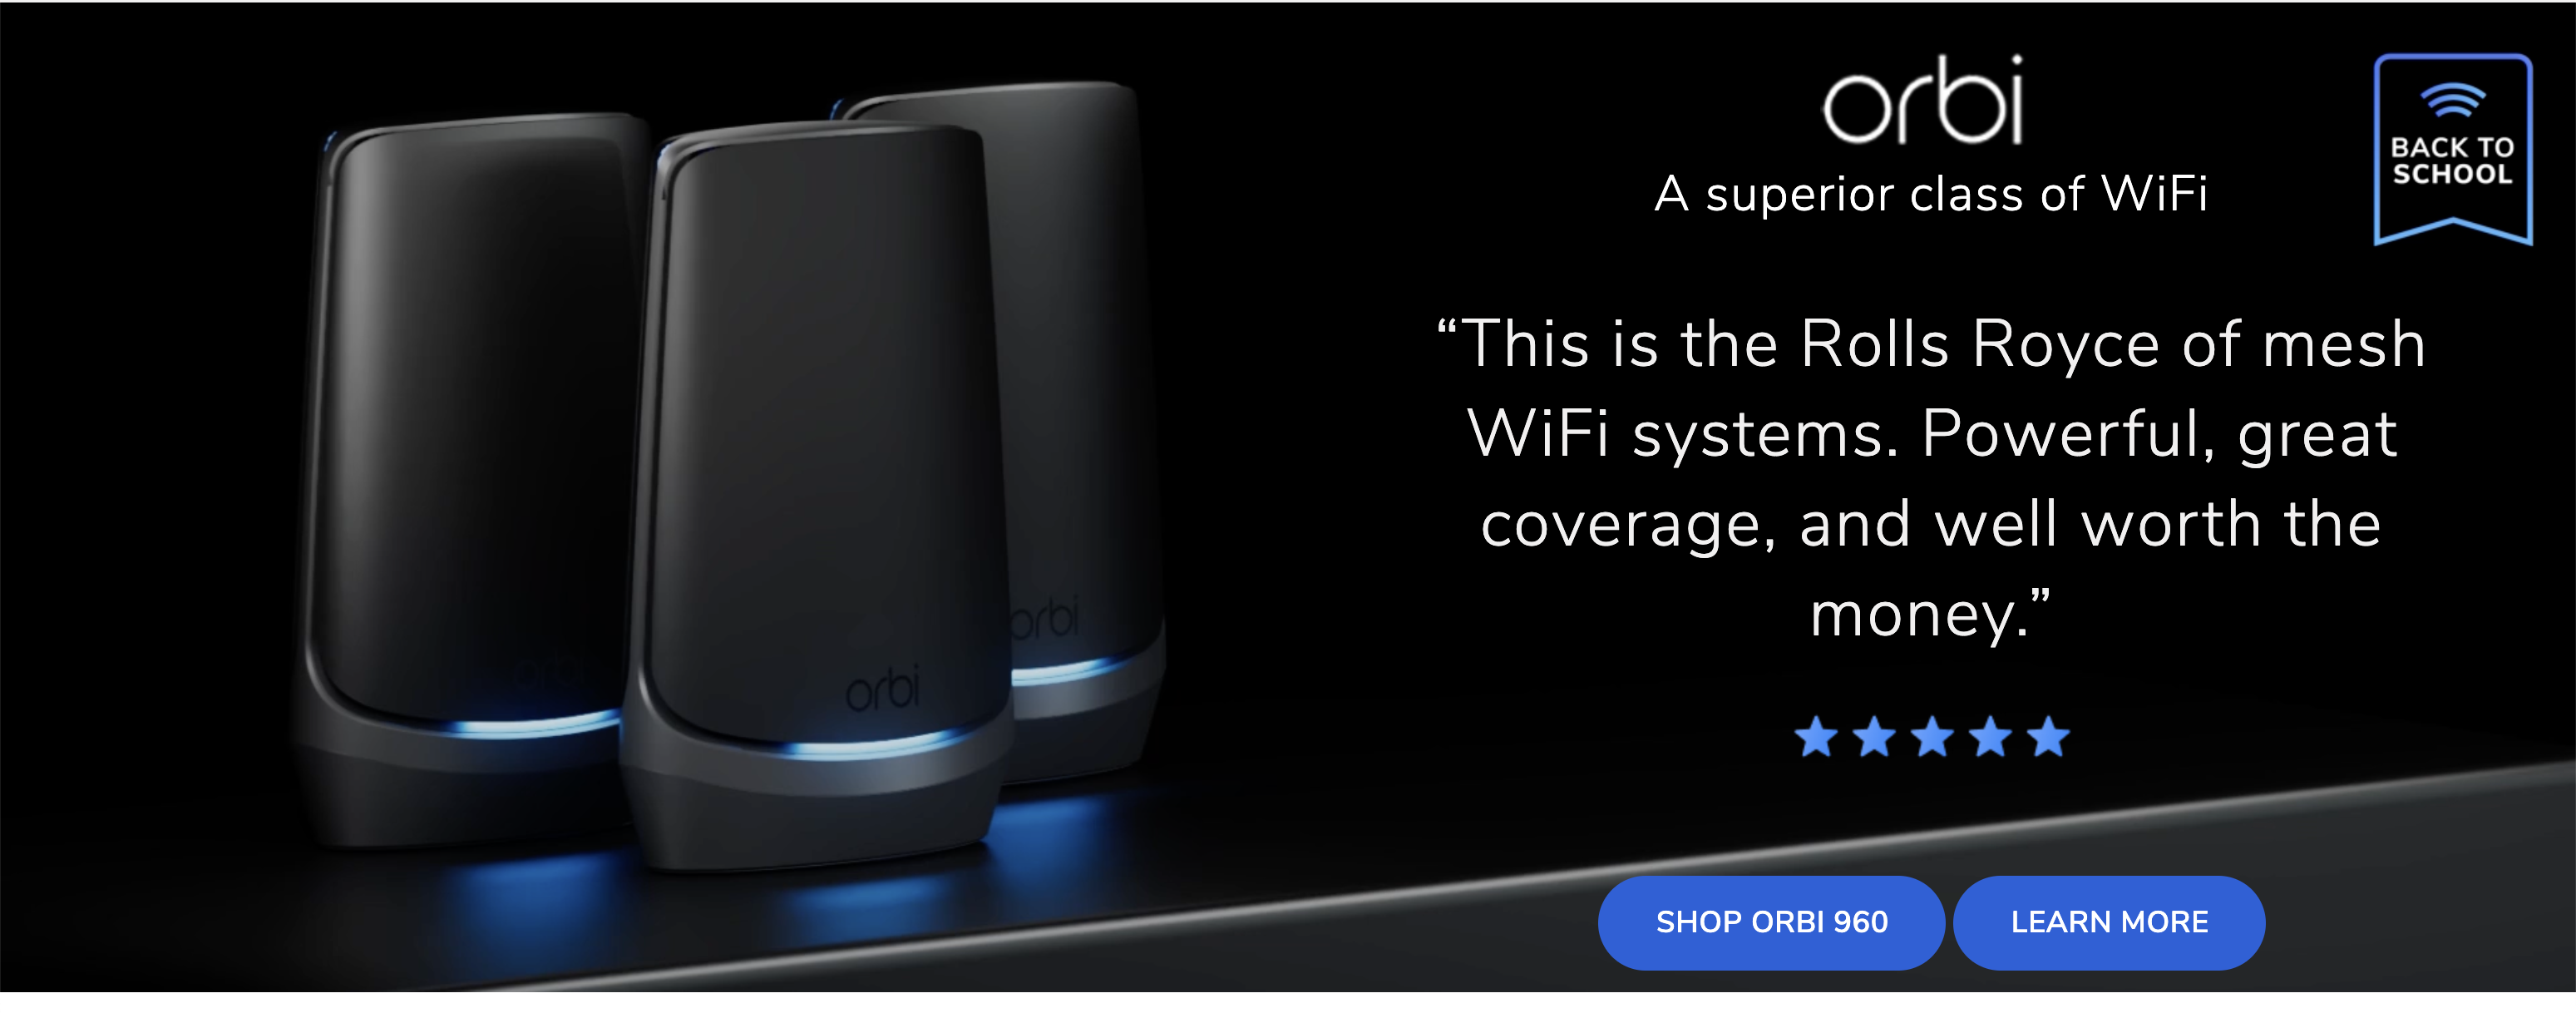 orbi
A superior class of WiFi
BACK TO
SCHOOL
“This is the Rolls Royce of mesh
WiFi systems. Powerful, great
coverage, and well worth the
money.”
orbi
orbi
orbi
SHOP ORBI 960
LEARN MORE